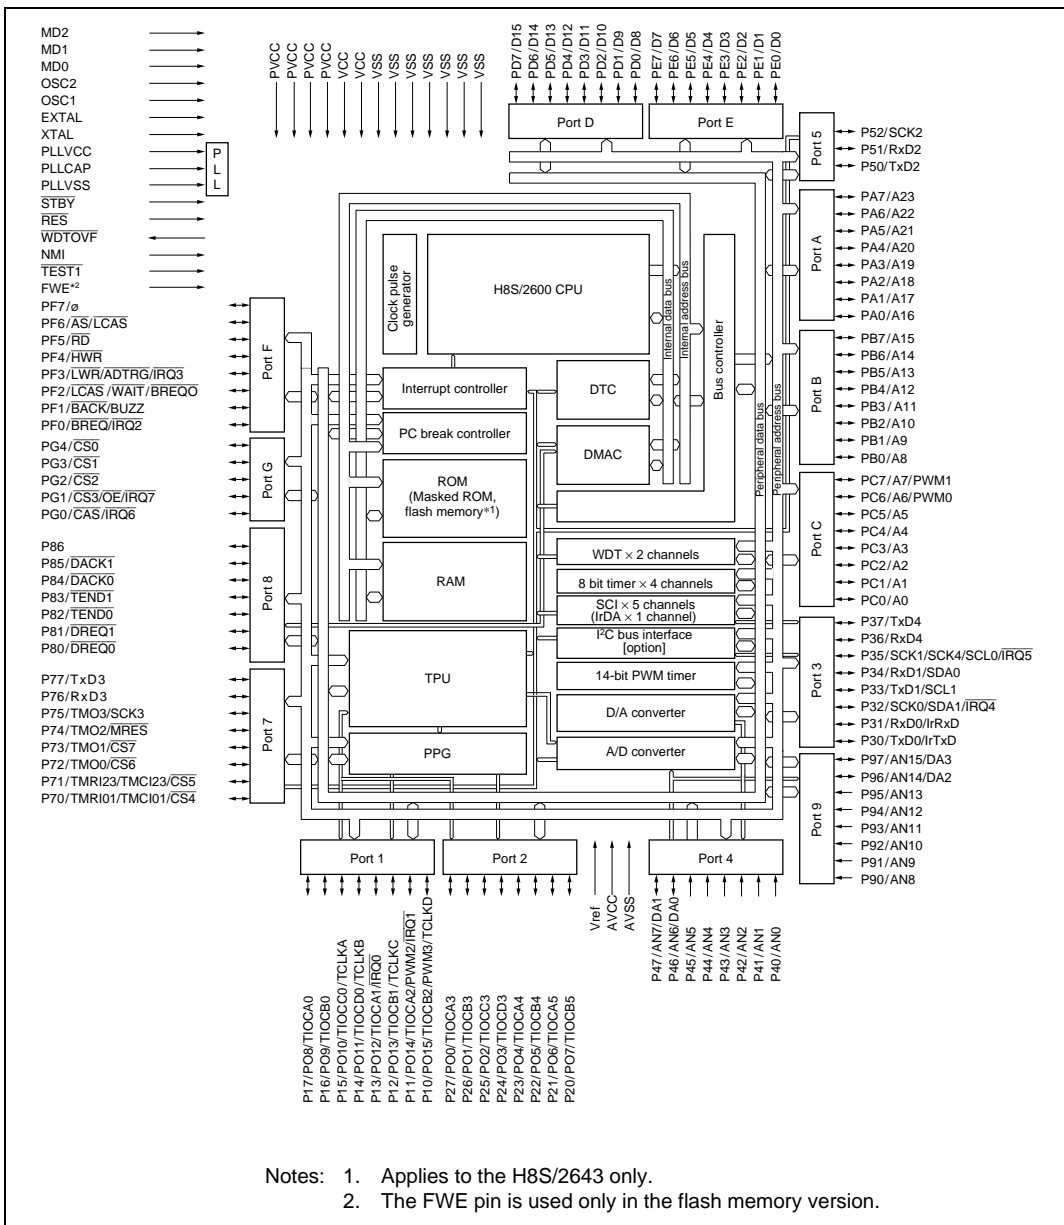 MD2
MD1
MD0
OSC2
OSC1
EXTAL
XTAL
PLLVCC
PLLCAP
PLLVSS
STBY
RES
WDTOVF
NMI
TEST1
FWE*2
P
L
L
PVCC
PVCC
PVCC
PVCC
VCC
VCC
VSS
VSS
VSS
VSS
VSS
VSS
VSS
PD7/D15
PD6/D14
PD5/D13
PD4/D12
PD3/D11
PD2/D10
PD1/D9
PD0/D8
PE7/D7
PE6/D6
PE5/D5
PE4/D4
PE3/D3
PE2/D2
PE1/D1
PE0/D0
Port D
Port E
Port 5
P52/SCK2
P51/RxD2
P50/TxD2
Port A
PA7/A23
PA6/A22
PA5/A21
PA4/A20
PA3/A19
PA2/A18
PA1/A17
PA0/A16
Port B
PB7/A15
PB6/A14
PB5/A13
PB4/A12
PB3/A11
PB2/A10
PB1/A9
PB0/A8
Port C
PC7/A7/PWM1
PC6/A6/PWM0
PC5/A5
PC4/A4
PC3/A3
PC2/A2
PC1/A1
PC0/A0
Port 3
P37/TxD4
P36/RxD4
P35/SCK1/SCK4/SCL0/IRQ5
P34/RxD1/SDA0
P33/TxD1/SCL1
P32/SCK0/SDA1/IRQ4
P31/RxD0/IrRxD
P30/TxD0/IrTxD
Port 9
P97/AN15/DA3
P96/AN14/DA2
P95/AN13
P94/AN12
P93/AN11
P92/AN10
P91/AN9
P90/AN8
PF7/ø
PF6/AS/LCAS
PF5/RD
PF4/HWR
PF3/LWR/ADTRG/IRQ3
PF2/LCAS/WAIT/BREQO
PF1/BACK/BUZZ
PF0/BREQ/IRQ2
Port F
PG4/CS0
PG3/CS1
PG2/CS2
PG1/CS3/OE/IRQ7
PG0/CAS/IRQ6
Port G
P86
P85/DACK1
P84/DACK0
P83/TEND1
P82/TEND0
P81/DREQ1
P80/DREQ0
Port 8
P77/TxD3
P76/RxD3
P75/TMO3/SCK3
P74/TMO2/MRES
P73/TMO1/CS7
P72/TMO0/CS6
P71/TMRI23/TMCI23/CS5
P70/TMRI01/TMCI01/CS4
Port 7
Clock pulse
generator
H8S/2600 CPU
Internal data bus
Internal address bus
Bus controller
Peripheral data bus
Peripheral address bus
Interrupt controller
PC break controller
ROM
(Masked ROM,
flash memory*1)
RAM
TPU
PPG
DTC
DMAC
WDT × 2 channels
8 bit timer × 4 channels
SCI × 5 channels
(IrDA × 1 channel)
I2C bus interface
[option]
14-bit PWM timer
D/A converter
A/D converter
Port 1
Port 2
Port 4
P17/PO8/TIOCA0
P16/PO9/TIOCB0
P15/PO10/TIOCC0/TCLKA
P14/PO11/TIOCD0/TCLKB
P13/PO12/TIOCA1/IRQ0
P12/PO13/TIOCB1/TCLKC
P11/PO14/TIOCA2/PWM2/IRQ1
P10/PO15/TIOCB2/PWM3/TCLKD
P27/PO0/TIOCA3
P26/PO1/TIOCB3
P25/PO2/TIOCC3
P24/PO3/TIOCD3
P23/PO4/TIOCA4
P22/PO5/TIOCB4
P21/PO6/TIOCA5
P20/PO7/TIOCB5
Vref
AVCC
AVSS
P47/AN7/DA1
P46/AN6/DA0
P45/AN5
P44/AN4
P43/AN3
P42/AN2
P41/AN1
P40/AN0
Notes: 1. Applies to the H8S/2643 only.
2. The FWE pin is used only in the flash memory version.